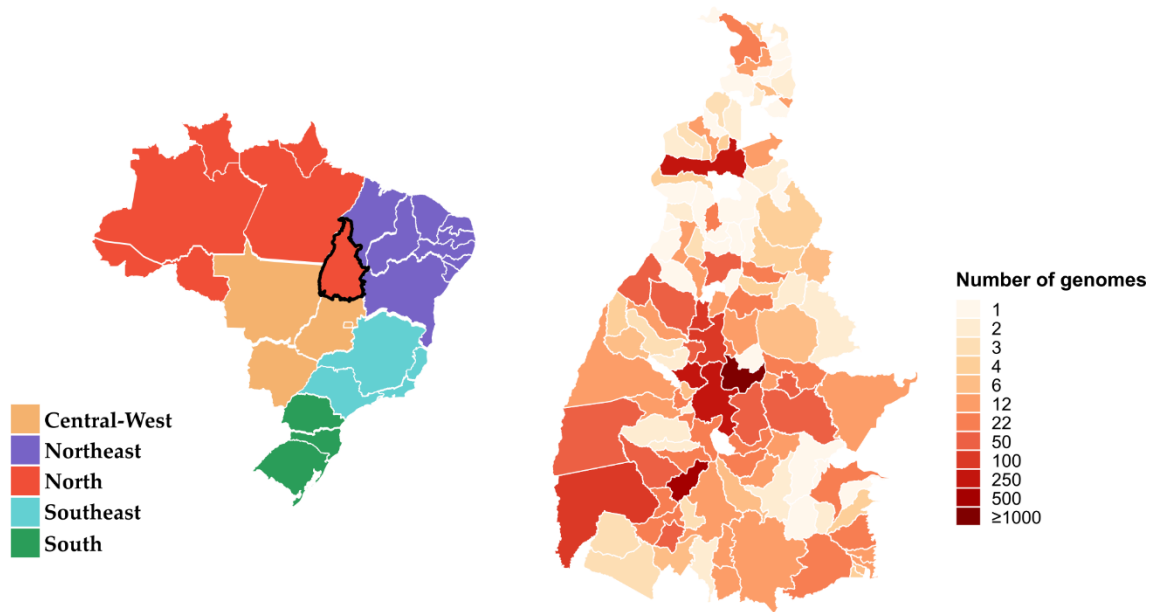 Central-West
Northeast
North
Southeast
South
Number of genomes
1
2
3
4
6
12
22
50
100
250
500
≥1000